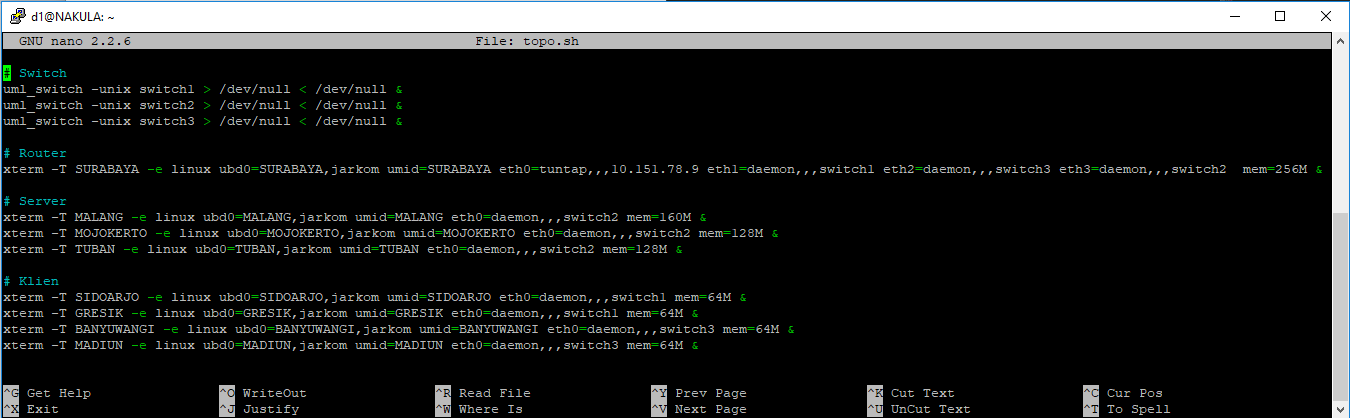 d1@NAKULA: ~
GNU nano 2.2.6 File: topo.sh
# Switch
uml_switch -unix switch1 > /dev/null < /dev/null &
uml_switch -unix switch2 > /dev/null < /dev/null &
uml_switch -unix switch3 > /dev/null < /dev/null &
# Router
xterm -T SURABAYA -e linux ubd0=SURABAYA,jarkom umid=SURABAYA eth0=tuntap,,,10.151.78.9 eth1=daemon,,,switch1 eth2=daemon,,,switch3 eth3=daemon,,,switch2  mem=256M &
# Server
xterm -T MALANG -e linux ubd0=MALANG,jarkom umid=MALANG eth0=daemon,,,switch2 mem=160M &
xterm -T MOJOKERTO -e linux ubd0=MOJOKERTO,jarkom umid=MOJOKERTO eth0=daemon,,,switch2 mem=128M &
xterm -T TUBAN -e linux ubd0=TUBAN,jarkom umid=TUBAN eth0=daemon,,,switch2 mem=128M &
# Klien
xterm -T SIDOARJO -e linux ubd0=SIDOARJO,jarkom umid=SIDOARJO eth0=daemon,,,switch1 mem=64M &
xterm -T GRESIK -e linux ubd0=GRESIK,jarkom umid=GRESIK eth0=daemon,,,switch1 mem=64M &
xterm -T BANYUWANGI -e linux ubd0=BANYUWANGI,jarkom umid=BANYUWANGI eth0=daemon,,,switch3 mem=64M &
xterm -T MADIUN -e linux ubd0=MADIUN,jarkom umid=MADIUN eth0=daemon,,,switch3 mem=64M &
^G Get Help ^O WriteOut ^R Read File ^Y Prev Page ^K Cut Text ^C Cur Pos
^X Exit ^J Justify ^W Where Is ^V Next Page ^U UnCut Text ^T To Spell